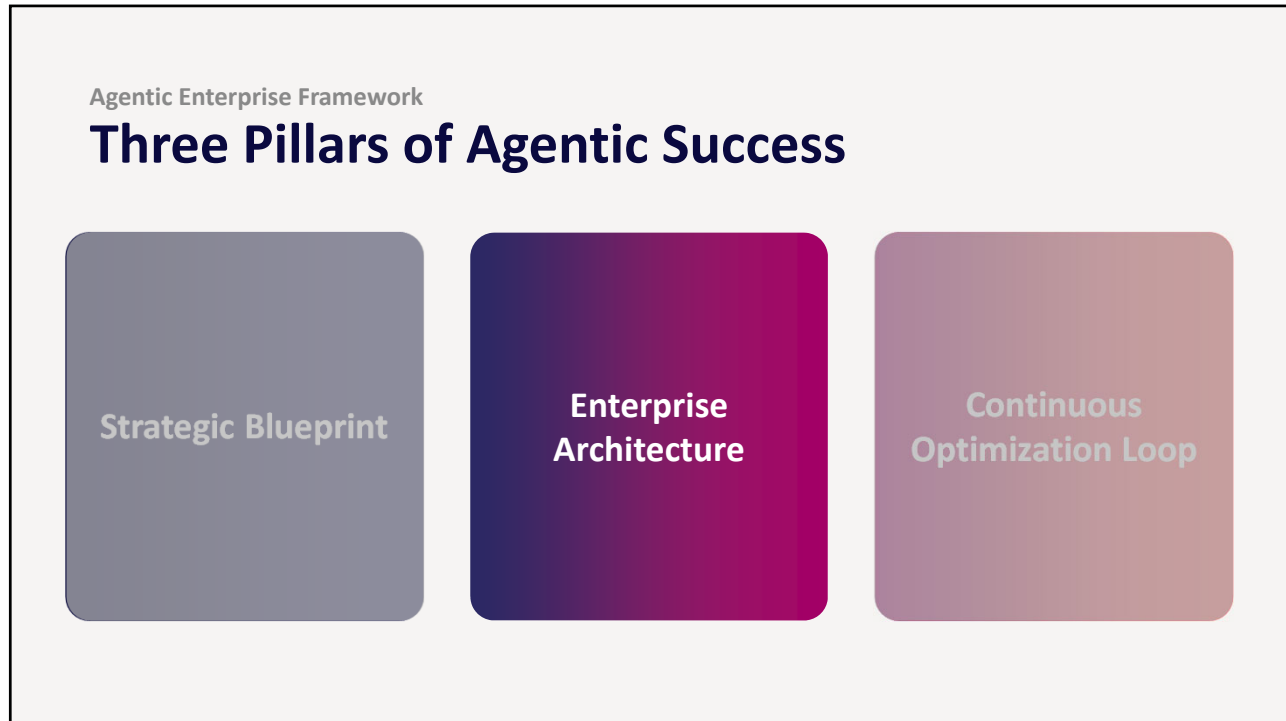 Agentic Enterprise Framework
Three Pillars of Agentic Success
Strategic Blueprint
Enterprise
Architecture
Continuous
Optimization Loop